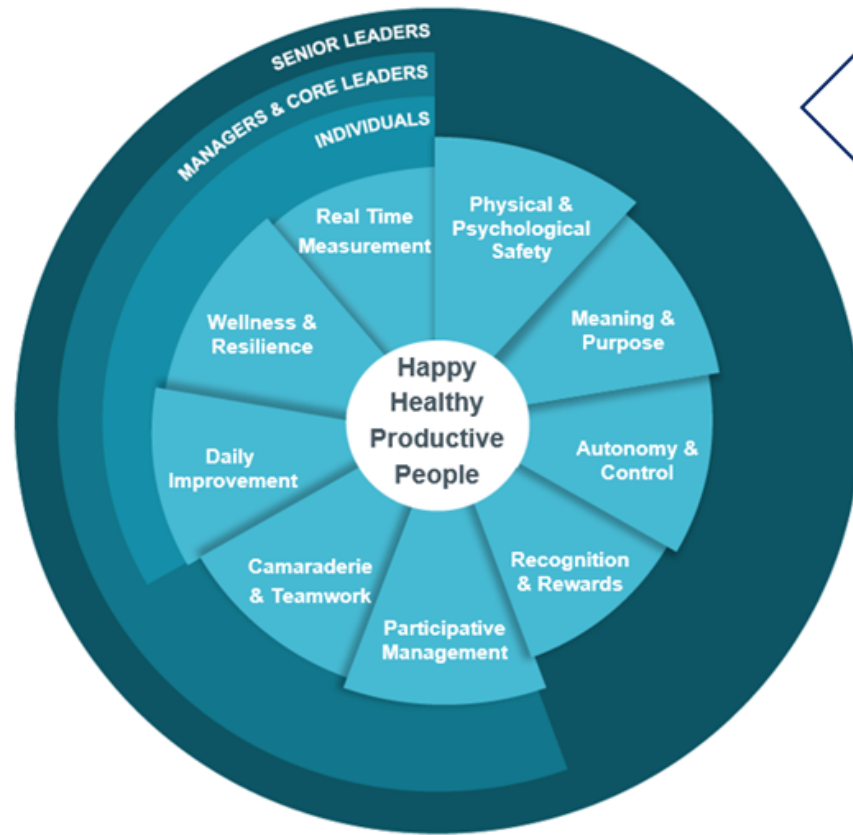 SENIOR LEADERS
MANAGERS & CORE LEADERS
INDIVIDUALS
Real Time
Measurement
Physical &
Psychological
Safety
Meaning &
Purpose
Autonomy &
Control
Recognition
& Rewards
Participative
Management
Camaraderie
& Teamwork
Daily
Improvement
Wellness &
Resilience
Happy
Healthy
Productive
People